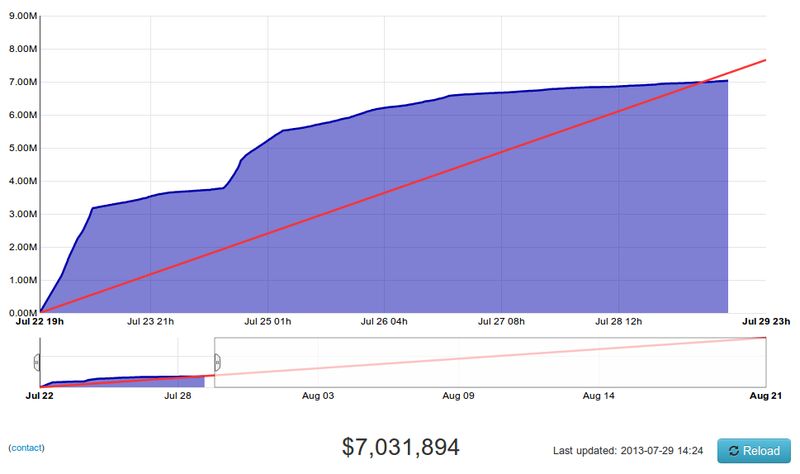 9.00M
8.00M
7.00M
6.00M
5.00M
4.00M
3.00M
2.00M
1.00M
0.00M
Jul 22 19h Jul 23 21h Jul 25 01h Jul 26 04h Jul 27 08h Jul 28 12h Jul 29 23h
Jul 22 Jul 28 Aug 03 Aug 09 Aug 14 Aug 21
(contact) $7,031,894 Last updated: 2013-07-29 14:24 Reload